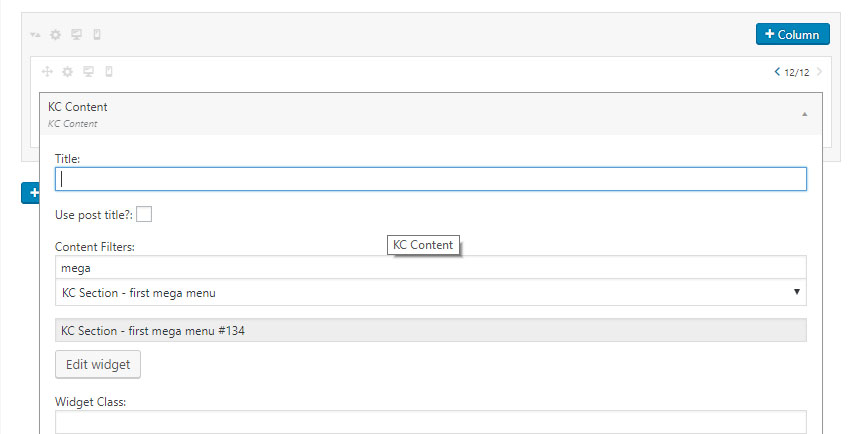 + Column
12/12
KC Content
KC Content
Title:
Use post title?:
KC Content
Content Filters:
mega
KC Section - first mega menu
KC Section - first mega menu #134
Edit widget
Widget Class: